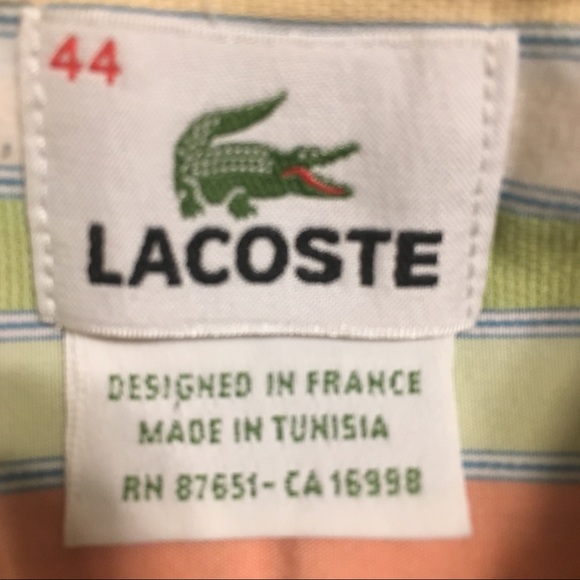 44
LACOSTE
DESIGNED IN FRANCE
MADE IN TUNISIA
RN 87651 - CA 16998